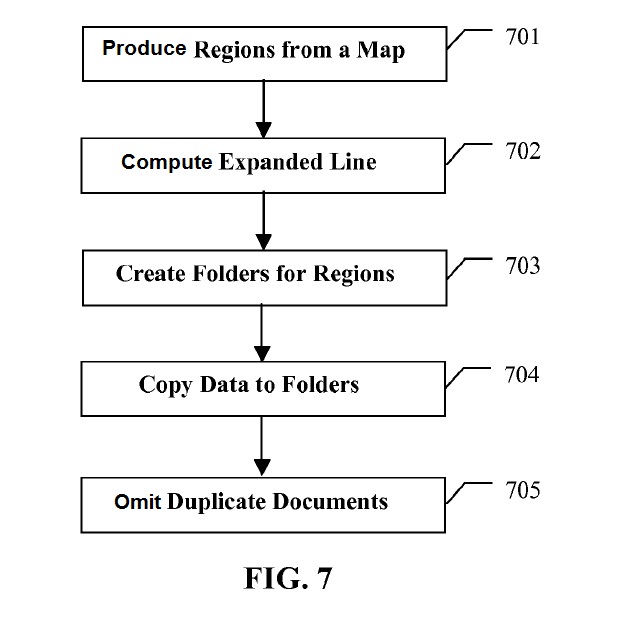 Produce Regions from a Map
701
Compute Expanded Line
702
Create Folders for Regions
703
Copy Data to Folders
704
Omit Duplicate Documents
705
FIG. 7